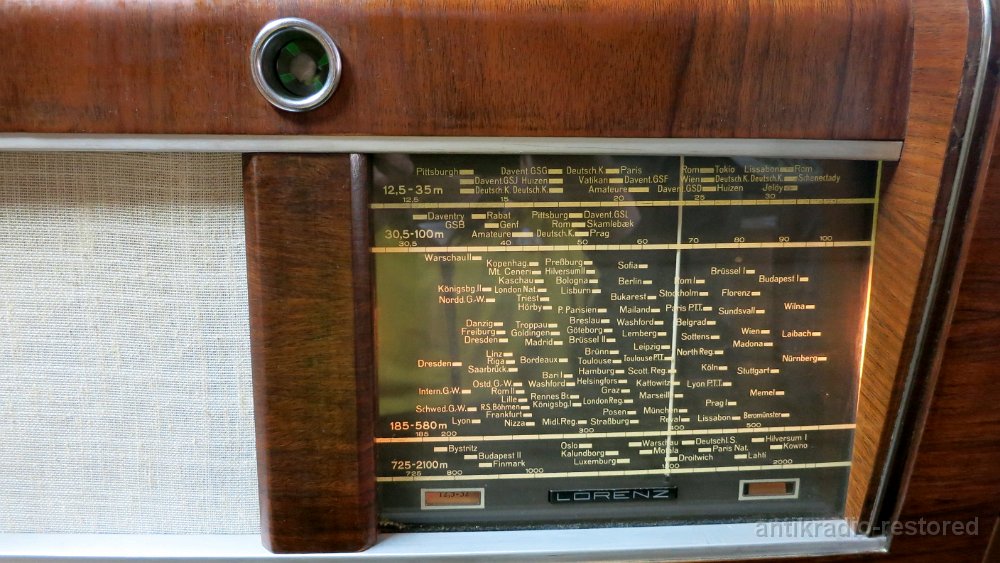 Pittsburgh Davent.GSG Deutsch.K. Paris Rom Tokio Lissabon Rom
Davent.GSJ Huizen Vatikan Davent.GSF Wien Deutsch.K. Deutsch.K. Schenectady
12,5-35m Deutsch.K. Deutsch.K. Amateure Davent.GSD Huizen Jelöy
12,5 15 20 25 30
Daventry Rabat Pittsburg Davent.GSL
GSB Genf Rom Skamlebæk
30,5-100m Amateure Deutsch.K. Prag
30,5 40 50 60 70 80 90 100
Warschau II Kopenhag. Preßburg Sofia
Mt. Ceneri Hilversum II Brüssel I
Kaschau Bologna Berlin Rom I Budapest I
Königsbg. II London Nat. Lisburn Stockholm Florenz
Nordd. G.-W. Triest Bukarest
Hörby P. Parisien Mailand Paris P.T.T. Sundsvall Wilna
Danzig Troppau Breslau Washford Belgrad
Freiburg Goldingen Göteborg Lemberg Wien Laibach
Dresden Madrid Brüssel II Sottens Madona
Linz Brünn Leipzig North Reg.
Dresden Riga Bordeaux Toulouse Toulouse P.T.T. Nürnberg
Saarbrück. Hamburg Scott. Reg. Köln Stuttgart
Bari I
Ostd. G.-W. Washford Helsingfors Kattowitz Lyon P.T.T.
Intern. G.-W. Rom II Rennes Br. Graz Marseill Memel
Lille London Reg. Prag I
Schwed. G.-W. R.S. Böhmen Königsbg. I München
Frankfurt Posen Beromünster
Lyon Nizza Midl. Reg. Straßburg Reval Lissabon
185-580m
185 200 300 400 500
Bystritz Oslo Warschau Deutschl. S. Hilversum I
Budapest II Kalundborg Motala Paris Nat. Kowno
725-2100m Finmark Luxemburg Droitwich Lahti
725 800 1000 2000
LORENZ
antikradio-restored